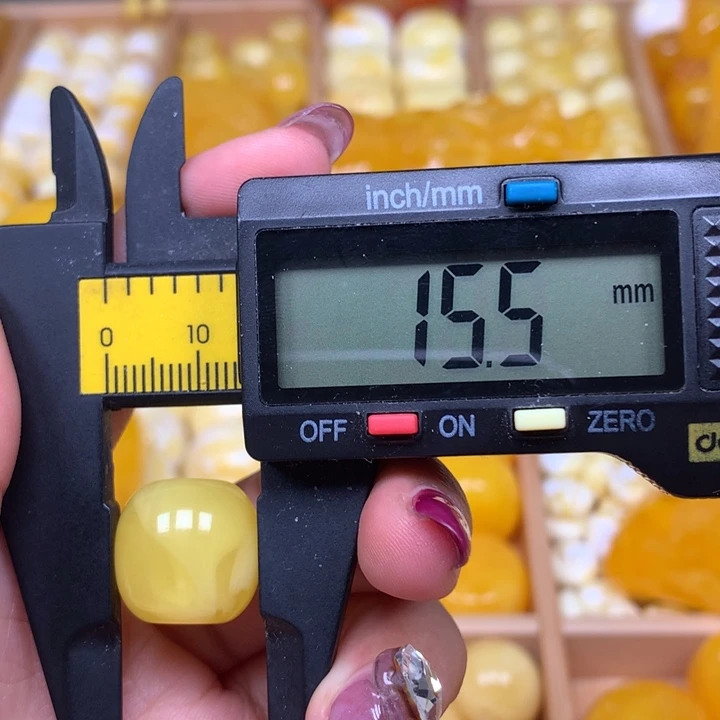 inch/mm
15.5 mm
0 10
OFF ON ZERO